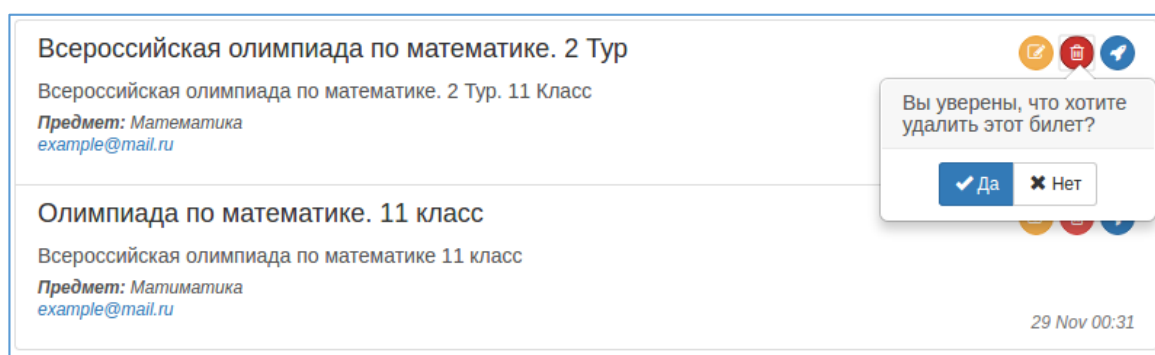 Всероссийская олимпиада по математике. 2 Тур
Всероссийская олимпиада по математике. 2 Тур. 11 Класс
Предмет: Математика
example@mail.ru
Вы уверены, что хотите
удалить этот билет?
Да
Нет
Олимпиада по математике. 11 класс
Всероссийская олимпиада по математике 11 класс
Предмет: Матиматика
example@mail.ru
29 Nov 00:31